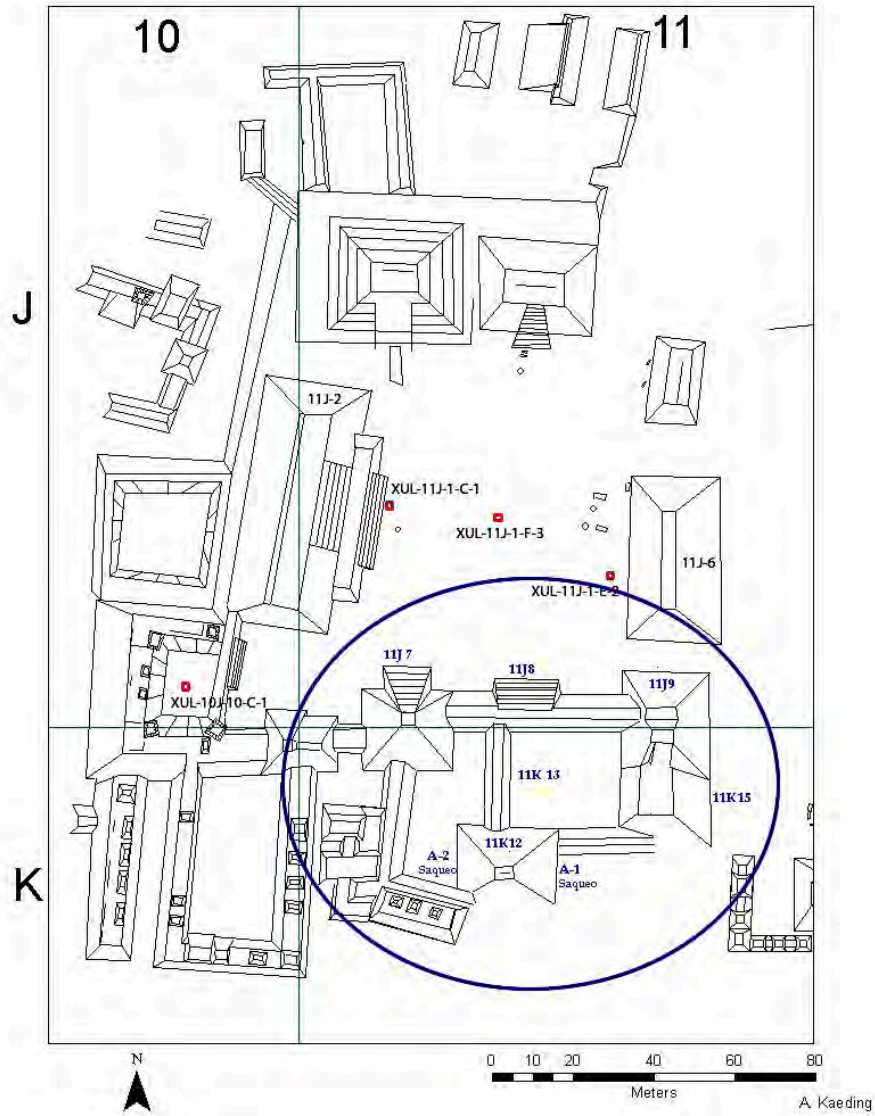 10
11
J
11J-2
XUL-11J-1-C-1
XUL-11J-1-F-3
11J-6
XUL-11J-1-E-2
11J 7
11J8
11J9
XUL-10J-10-C-1
11K 13
11K15
11K12
A-2
Saqueo
A-1
Saqueo
K
N
0 10 20 40 60 80
Meters
A. Kaeding